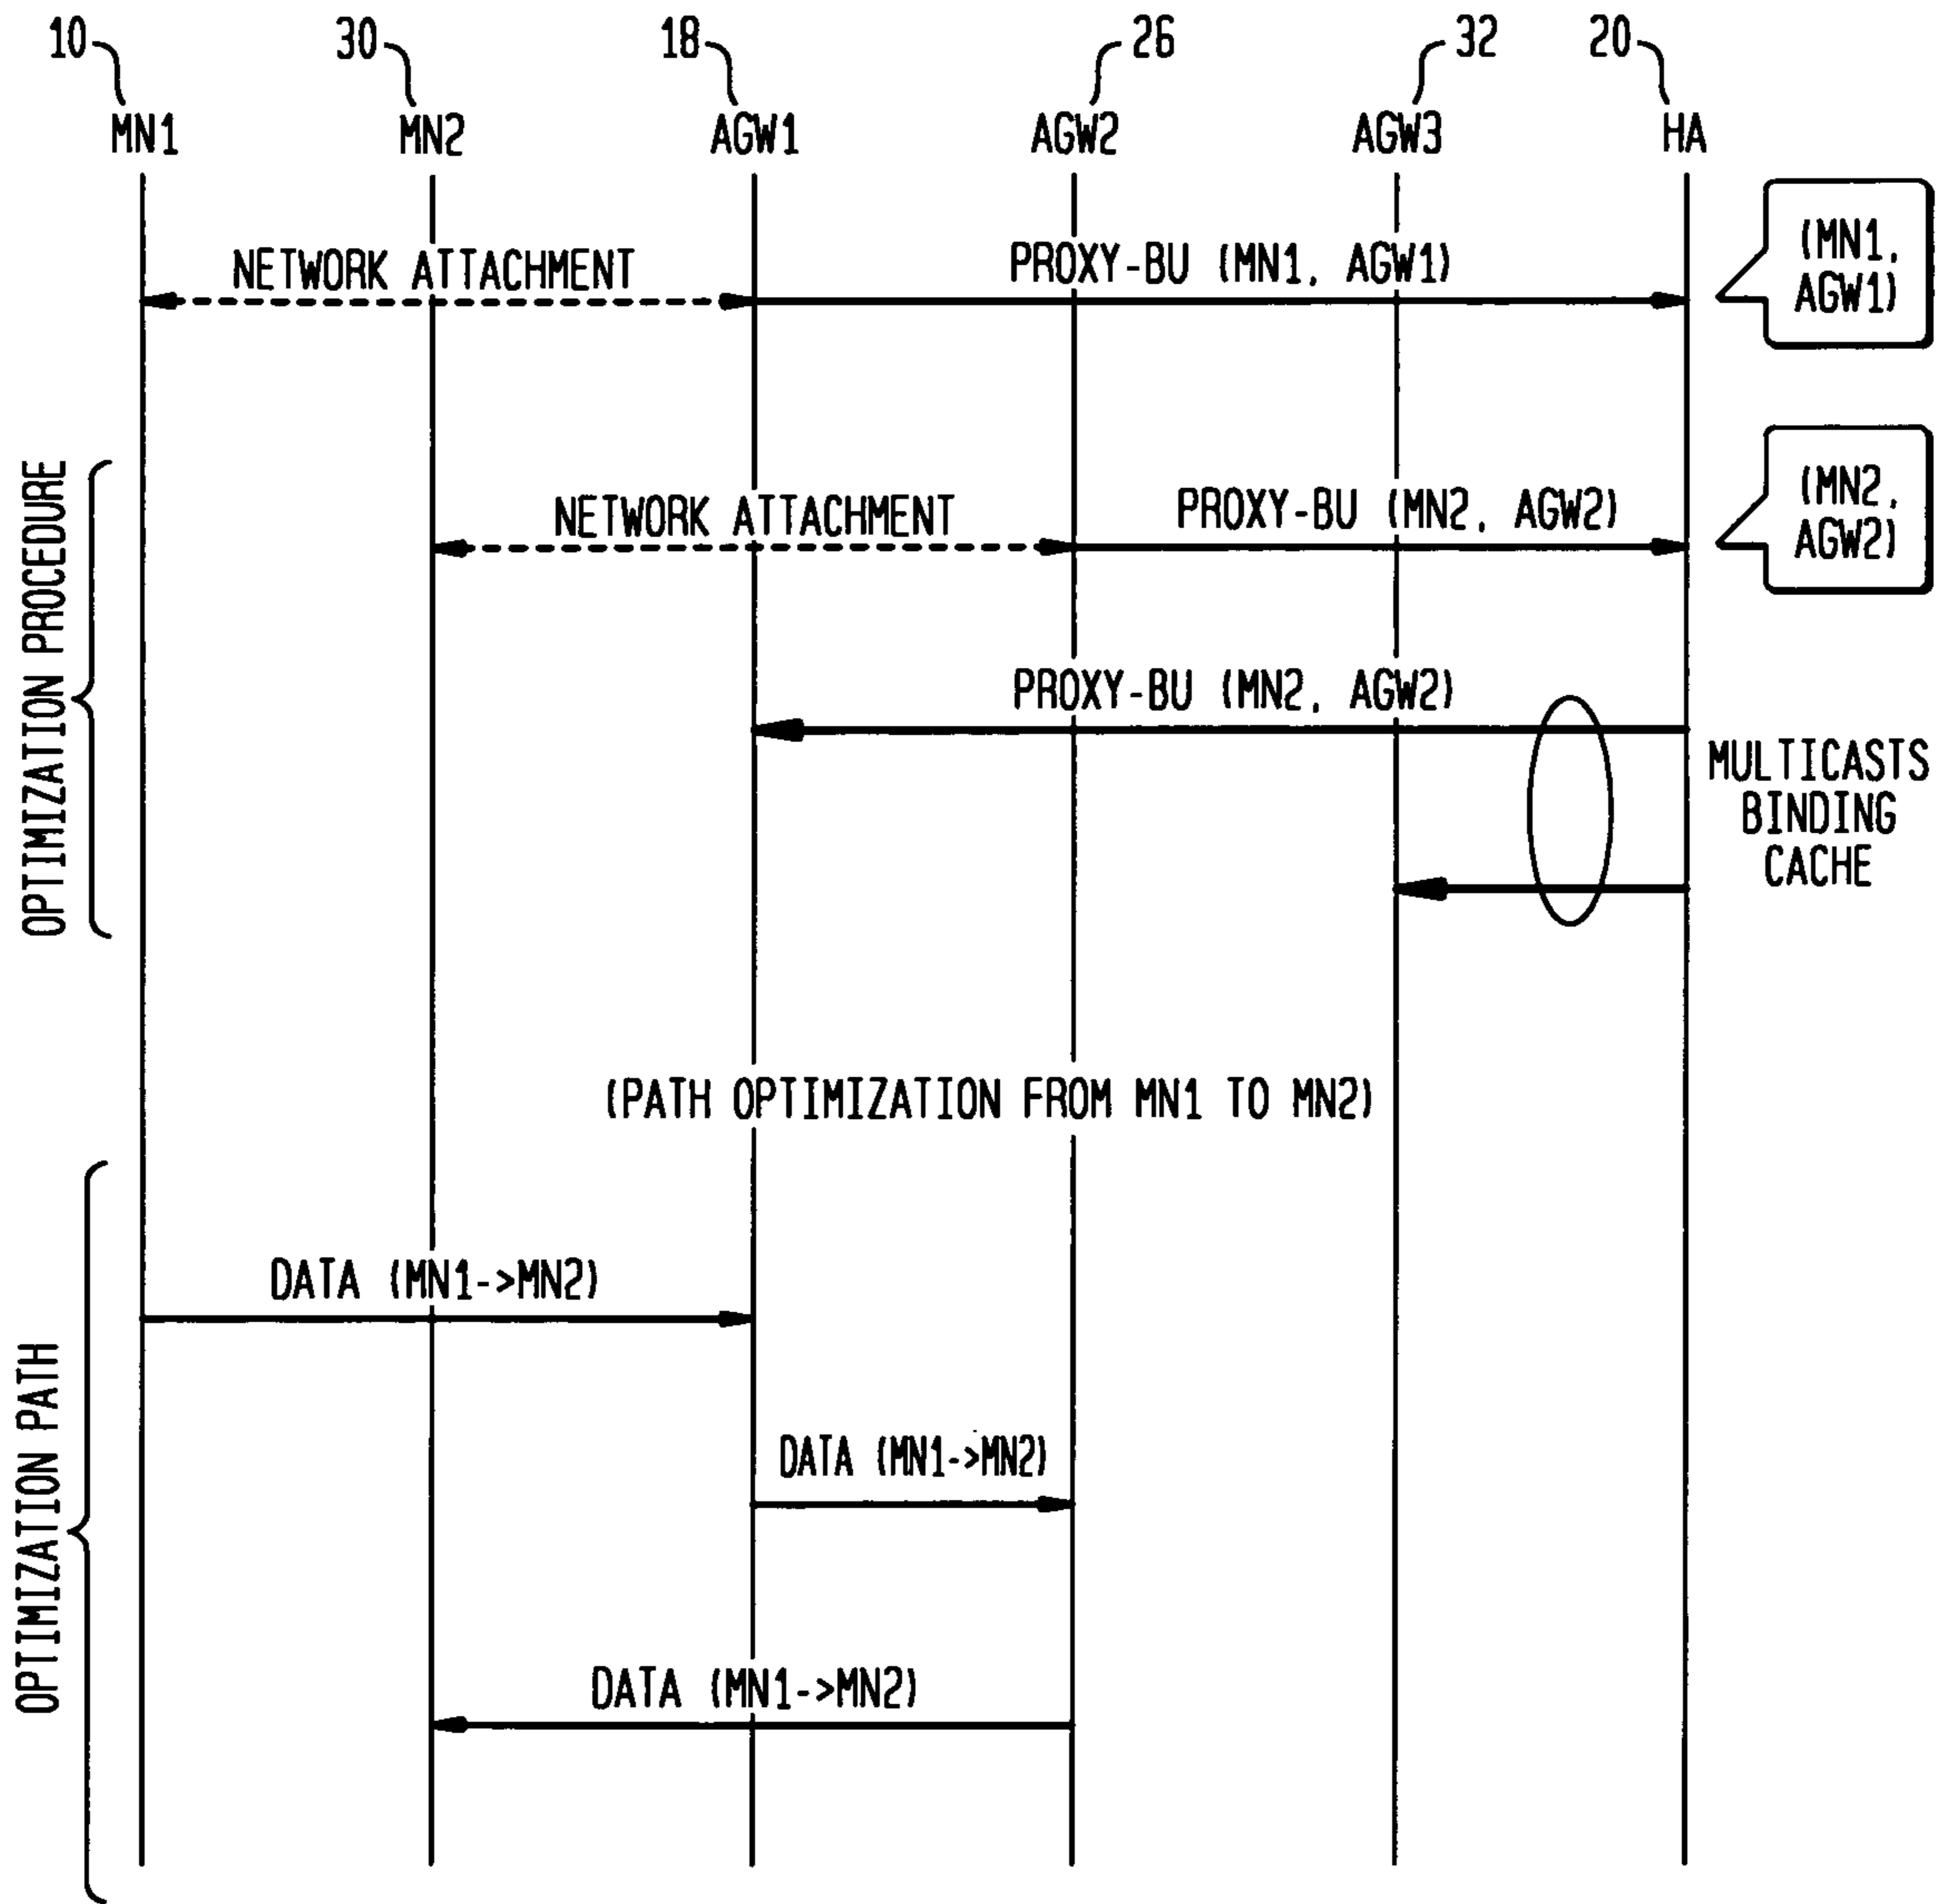 10 30 18 26 32 20
MN1 MN2 AGW1 AGW2 AGW3 HA
NETWORK ATTACHMENT
PROXY-BU (MN1, AGW1)
(MN1,
AGW1)
OPTIMIZATION PROCEDURE
NETWORK ATTACHMENT
PROXY-BU (MN2, AGW2)
(MN2,
AGW2)
PROXY-BU (MN2, AGW2)
MULTICASTS
BINDING
CACHE
(PATH OPTIMIZATION FROM MN1 TO MN2)
OPTIMIZATION PATH
DATA (MN1->MN2)
DATA (MN1->MN2)
DATA (MN1->MN2)